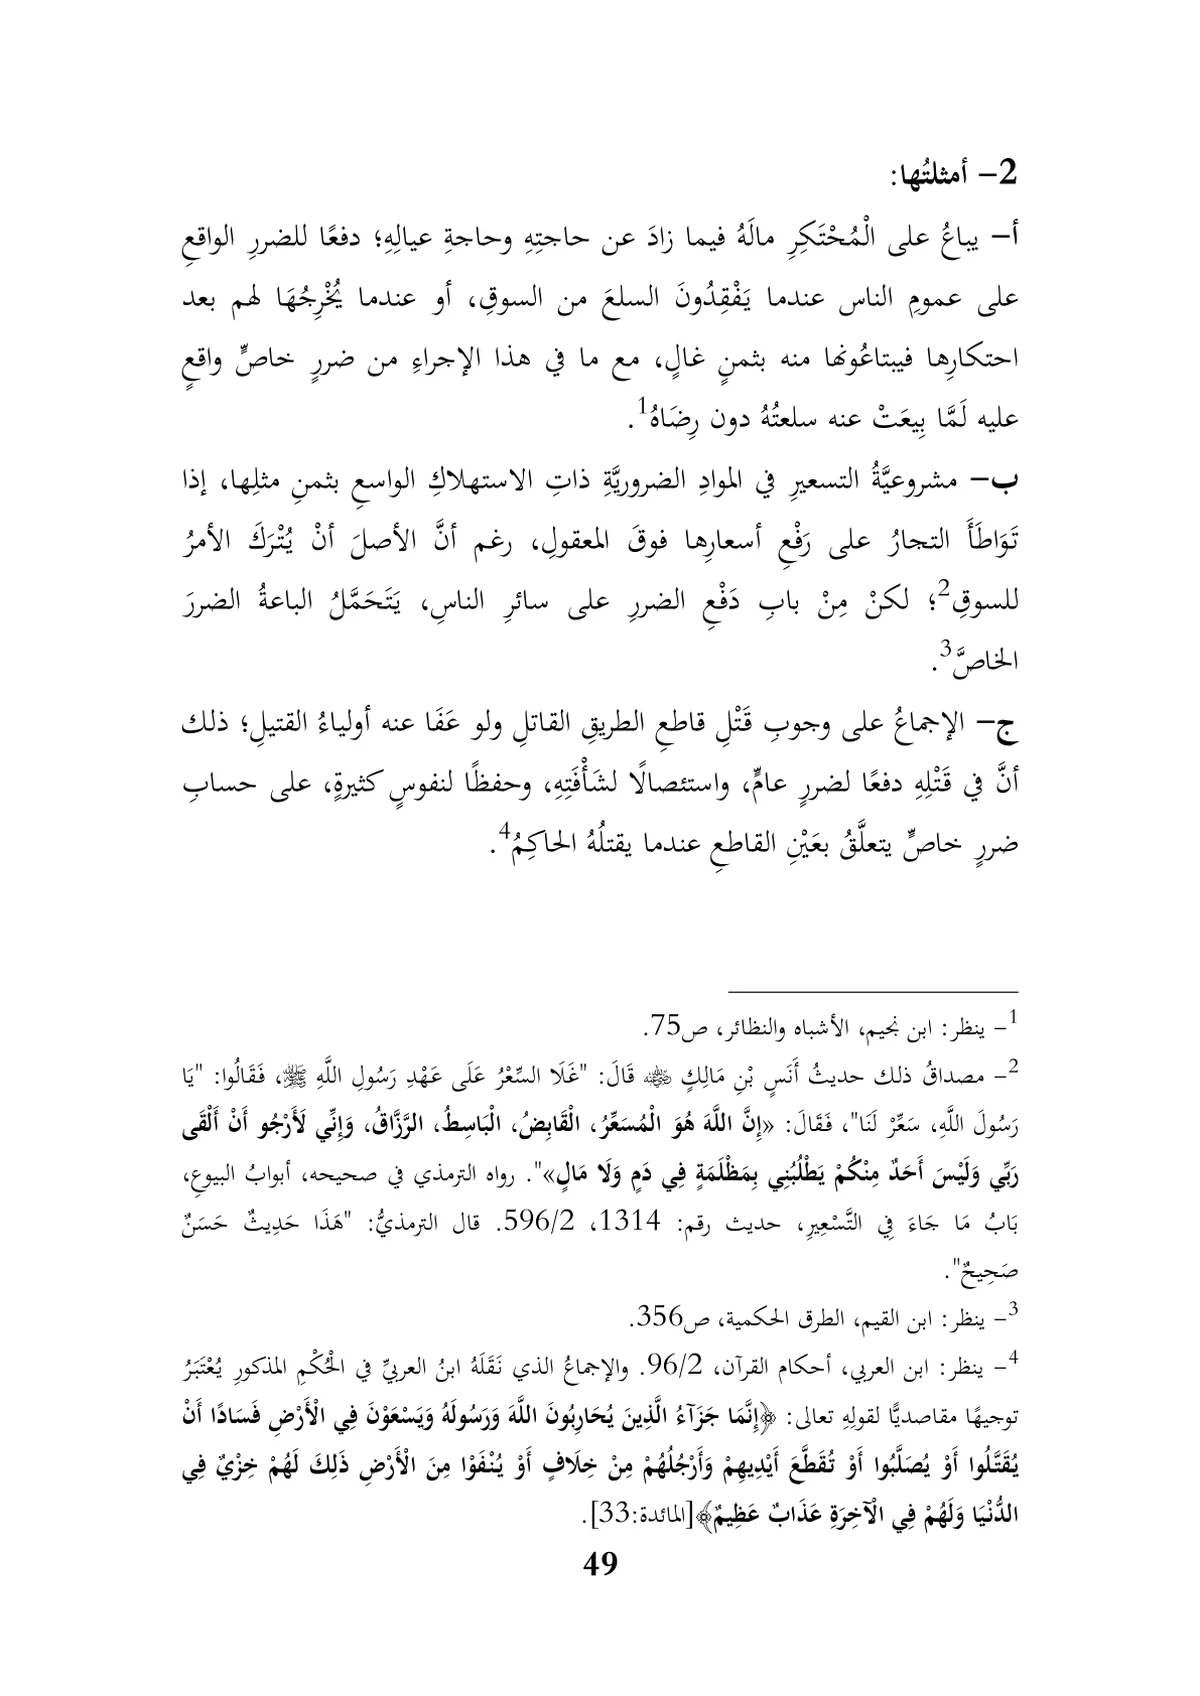 2- أمثلتُها:
أ- يباعُ على الْمُحْتَكِرِ مالَهُ فيما زادَ عن حاجتِهِ وحاجةِ عيالِهِ؛ دفعًا للضررِ الواقعِ
على عمومِ الناس عندما يَفْقِدُونَ السلعَ من السوقِ، أو عندما يُخْرِجُهَا لهم بعد
احتكارِها فيبتاعُونها منه بثمنٍ غالٍ، مع ما في هذا الإجراءِ من ضررٍ خاصٍّ واقعٍ
عليه لَمَّا بِيعَتْ عنه سلعتُهُ دون رِضَاهُ1.
ب- مشروعيَّةُ التسعيرِ في الموادِ الضروريَّةِ ذاتِ الاستهلاكِ الواسعِ بثمنِ مثلِها، إذا
تَوَاطَأَ التجارُ على رَفْعِ أسعارِها فوقَ المعقولِ، رغم أنَّ الأصلَ أنْ يُتْرَكَ الأمرُ
للسوقِ2؛ لكنْ مِنْ بابِ دَفْعِ الضررِ على سائرِ الناسِ، يَتَحَمَّلُ الباعةُ الضررَ
الخاصَّ3.
ج- الإجماعُ على وجوبِ قَتْلِ قاطعِ الطريقِ القاتلِ ولو عَفَا عنه أولياءُ القتيلِ؛ ذلك
أنَّ في قَتْلِهِ دفعًا لضررٍ عامٍّ، واستئصالًا لشَأْفَتِهِ، وحفظًا لنفوسٍ كثيرةٍ، على حسابِ
ضررٍ خاصٍّ يتعلَّقُ بعَيْنِ القاطعِ عندما يقتلُهُ الحاكِمُ4.
1- ينظر: ابن نجيم، الأشباه والنظائر، ص75.
2- مصداقُ ذلك حديثُ أَنَسٍ بْنِ مَالِكٍ ﵁ قَالَ: "غَلَا السِّعْرُ عَلَى عَهْدِ رَسُولِ اللَّهِ ﷺ، فَقَالُوا: "يَا
رَسُولَ اللَّهِ، سَعِّرْ لَنَا"، فَقَالَ: «إِنَّ اللَّهَ هُوَ الْمُسَعِّرُ، الْقَابِضُ، الْبَاسِطُ، الرَّزَّاقُ، وَإِنِّي لَأَرْجُو أَنْ أَلْقَى
رَبِّي وَلَيْسَ أَحَدٌ مِنْكُمْ يَطْلُبُنِي بِمَظْلَمَةٍ فِي دَمٍ وَلَا مَالٍ»". رواه الترمذي في صحيحه، أبوابُ البيوعِ،
بَابُ مَا جَاءَ فِي التَّسْعِيرِ، حديث رقم: 1314، 596/2. قال الترمذيُّ: "هَذَا حَدِيثٌ حَسَنٌ
صَحِيحٌ".
3- ينظر: ابن القيم، الطرق الحكمية، ص356.
4- ينظر: ابن العربي، أحكام القرآن، 96/2. والإجماعُ الذي نَقَلَهُ ابنُ العربيِّ في الْحُكْمِ المذكورِ يُعْتَبَرُ
توجيهًا مقاصديًّا لقولِهِ تعالى: ﴿إِنَّمَا جَزَآءُ الَّذِينَ يُحَارِبُونَ اللَّهَ وَرَسُولَهُ وَيَسْعَوْنَ فِي الْأَرْضِ فَسَادًا أَنْ
يُقَتَّلُوا أَوْ يُصَلَّبُوا أَوْ تُقَطَّعَ أَيْدِيهِمْ وَأَرْجُلُهُمْ مِنْ خِلَافٍ أَوْ يُنْفَوْا مِنَ الْأَرْضِ ذَلِكَ لَهُمْ خِزْيٌ فِي
الدُّنْيَا وَلَهُمْ فِي الْآخِرَةِ عَذَابٌ عَظِيمٌ﴾[المائدة:33].
49